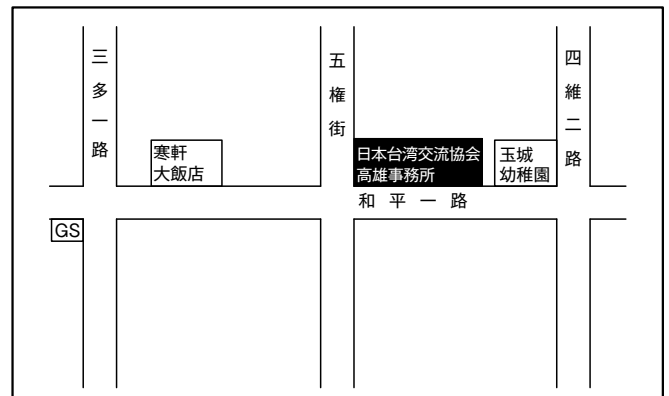 三多一路
五権街
四維二路
寒軒
大飯店
日本台湾交流協会
高雄事務所
玉城
幼稚園
和平一路
GS